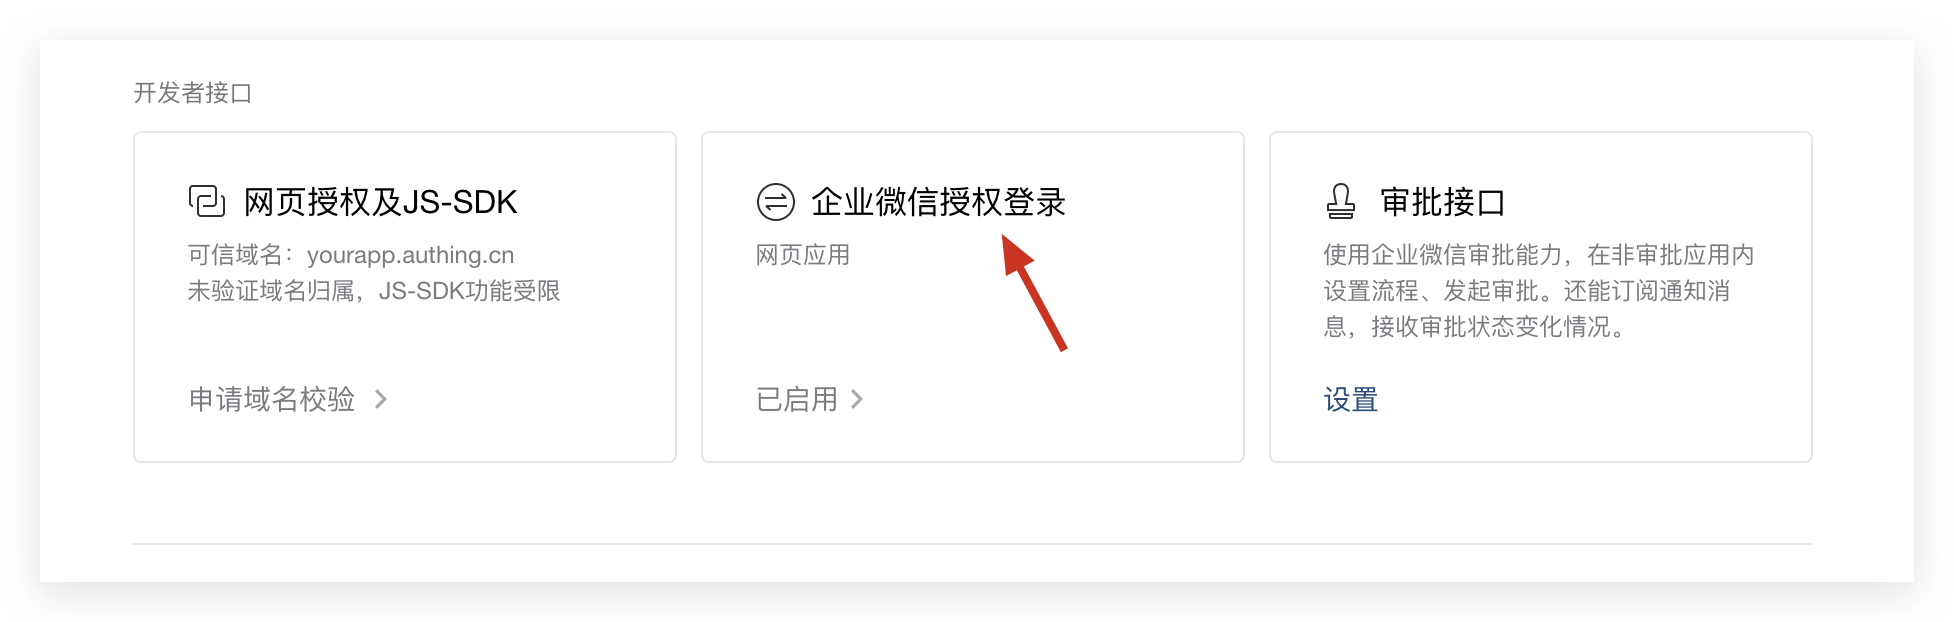 开发者接口
网页授权及JS-SDK
可信域名：yourapp.authing.cn
未验证域名归属，JS-SDK功能受限
申请域名校验
企业微信授权登录
网页应用
已启用
审批接口
使用企业微信审批能力，在非审批应用内
设置流程、发起审批。还能订阅通知消
息，接收审批状态变化情况。
设置